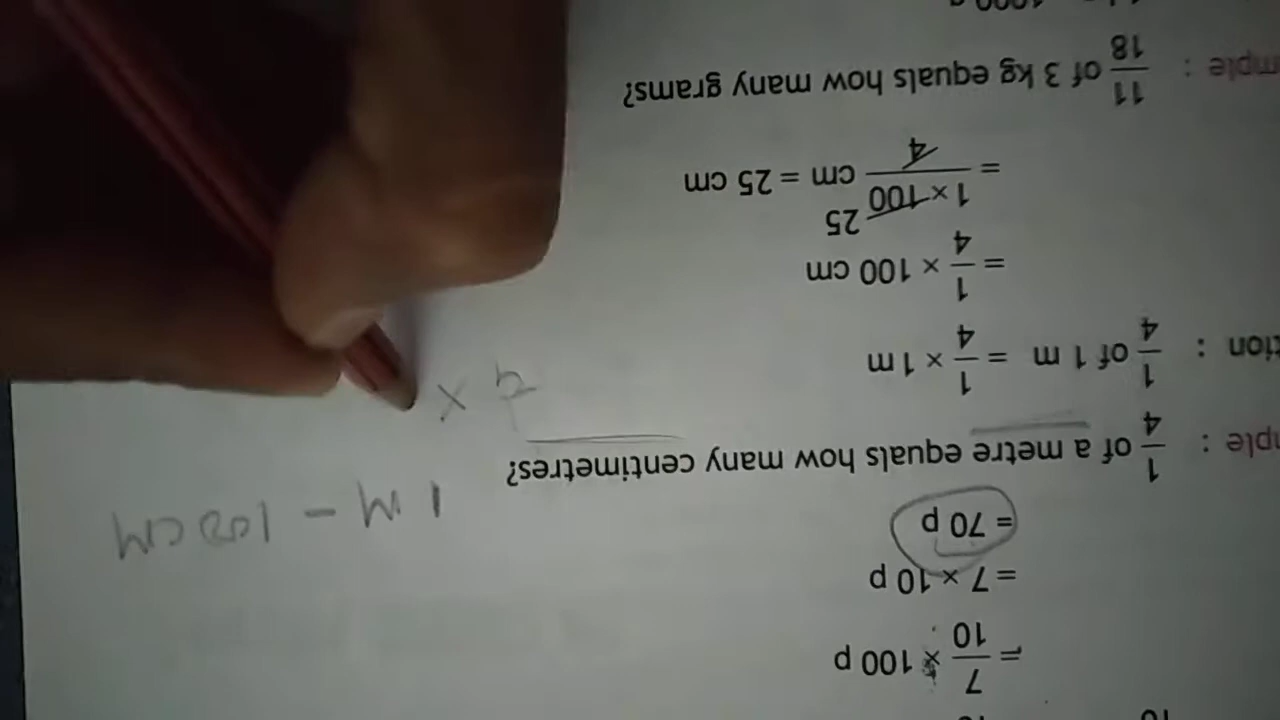 = 7/10 × 100 p
= 7 × 10 p
= 70 p
1 M - 100 CM
1/4 of a metre equals how many centimetres?
1/4 of 1 m = 1/4 × 1 m
= 1/4 × 100 cm
= 1 × 100 25 / 4 cm = 25 cm
11/18 of 3 kg equals how many grams?